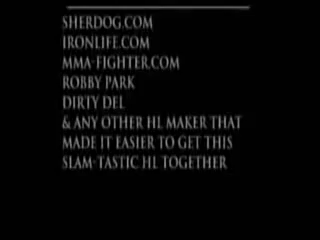 SHERDOG.COM
IRONLIFE.COM
MMA-FIGHTER.COM
ROBBY PARK
DIRTY DEL
& ANY OTHER HL MAKER THAT
MADE IT EASIER TO GET THIS
SLAM-TASTIC HL TOGETHER